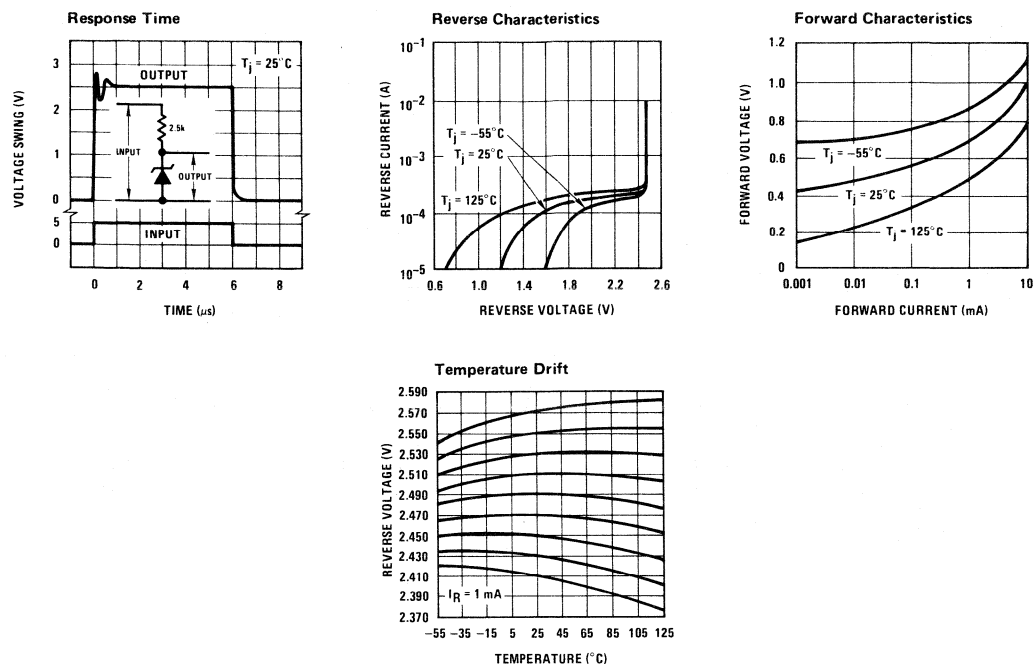 Response Time
VOLTAGE SWING (V)
3
2
1
0
5
0
Tj = 25°C
OUTPUT
2.5k
INPUT
OUTPUT
INPUT
0 2 4 6 8
TIME (μs)
Reverse Characteristics
REVERSE CURRENT (A)
10−1
10−2
10−3
10−4
10−5
Tj = −55°C
Tj = 25°C
Tj = 125°C
0.6 1.0 1.4 1.8 2.2 2.6
REVERSE VOLTAGE (V)
Forward Characteristics
FORWARD VOLTAGE (V)
1.2
1.0
0.8
0.6
0.4
0.2
0
Tj = −55°C
Tj = 25°C
Tj = 125°C
0.001 0.01 0.1 1 10
FORWARD CURRENT (mA)
Temperature Drift
REVERSE VOLTAGE (V)
2.590
2.570
2.550
2.530
2.510
2.490
2.470
2.450
2.430
2.410
2.390
2.370
IR = 1 mA
−55 −35 −15 5 25 45 65 85 105 125
TEMPERATURE (°C)